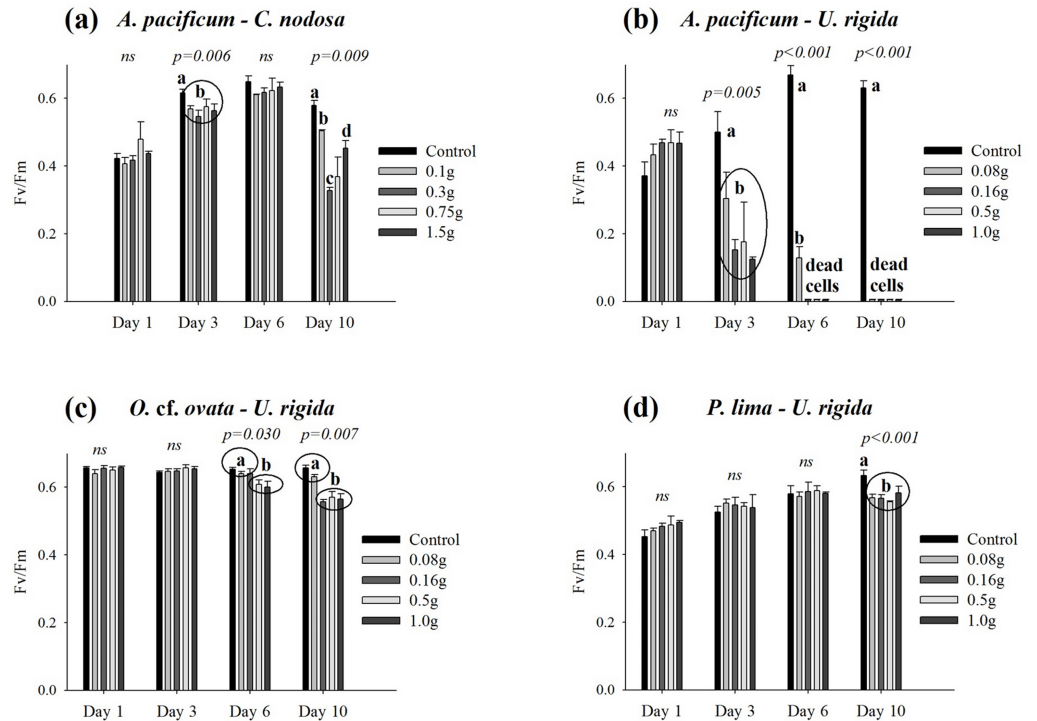 (a) A. pacificum - C. nodosa
ns p=0.006 ns p=0.009
a b a b c d
0.6
0.4
0.2
0.0
Fv/Fm
Day 1 Day 3 Day 6 Day 10
Control
0.1g
0.3g
0.75g
1.5g
(b) A. pacificum - U. rigida
p<0.001 p<0.001
p=0.005
ns
a a a
b b
dead cells dead cells
0.6
0.4
0.2
0.0
Fv/Fm
Day 1 Day 3 Day 6 Day 10
Control
0.08g
0.16g
0.5g
1.0g
(c) O. cf. ovata - U. rigida
ns ns p=0.030 p=0.007
a b a b
0.6
0.4
0.2
0.0
Fv/Fm
Day 1 Day 3 Day 6 Day 10
Control
0.08g
0.16g
0.5g
1.0g
(d) P. lima - U. rigida
ns ns ns p<0.001
a b
0.6
0.4
0.2
0.0
Fv/Fm
Day 1 Day 3 Day 6 Day 10
Control
0.08g
0.16g
0.5g
1.0g